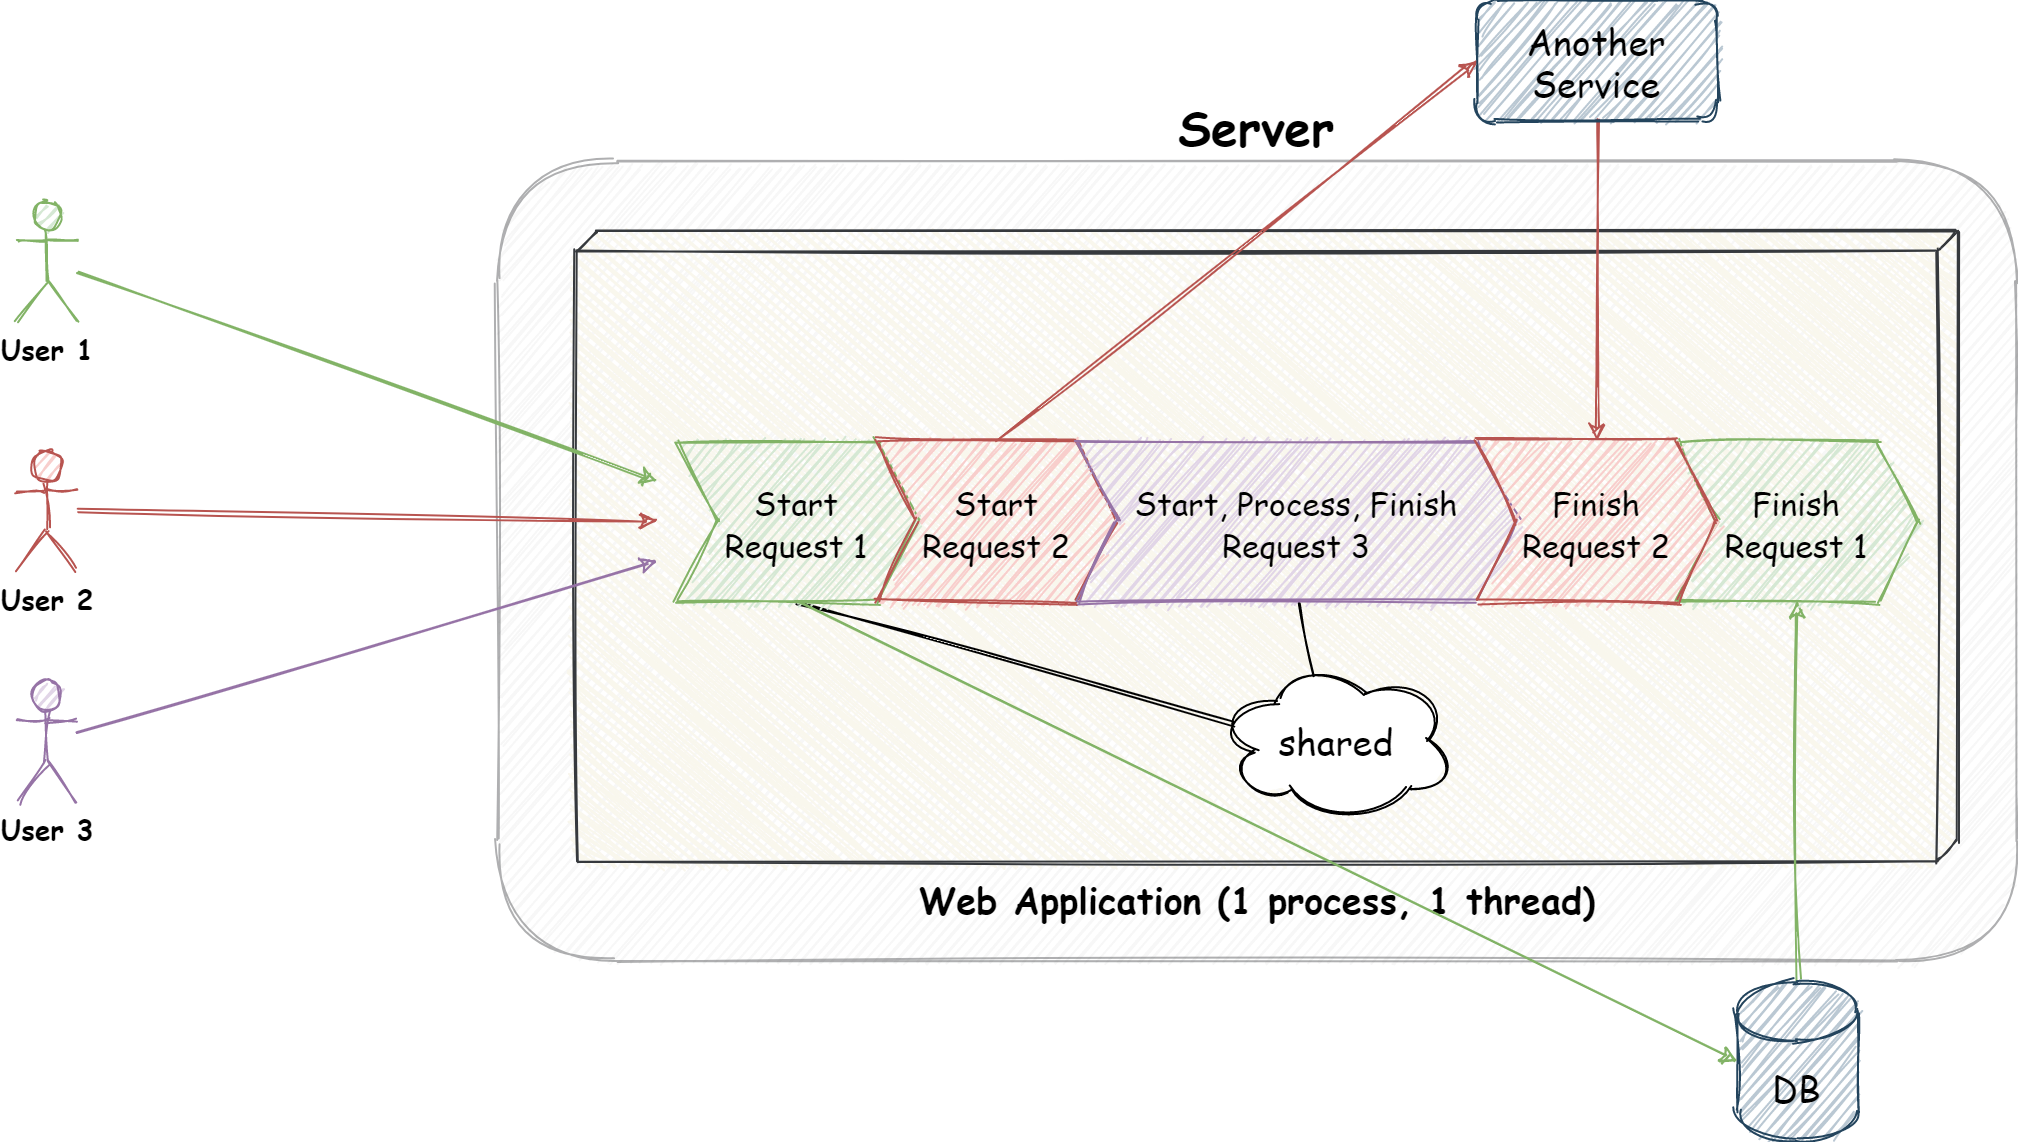 Another
Service
Server
User 1
User 2
User 3
Start
Request 1
Start
Request 2
Start, Process, Finish
Request 3
Finish
Request 2
Finish
Request 1
shared
Web Application (1 process, 1 thread)
DB